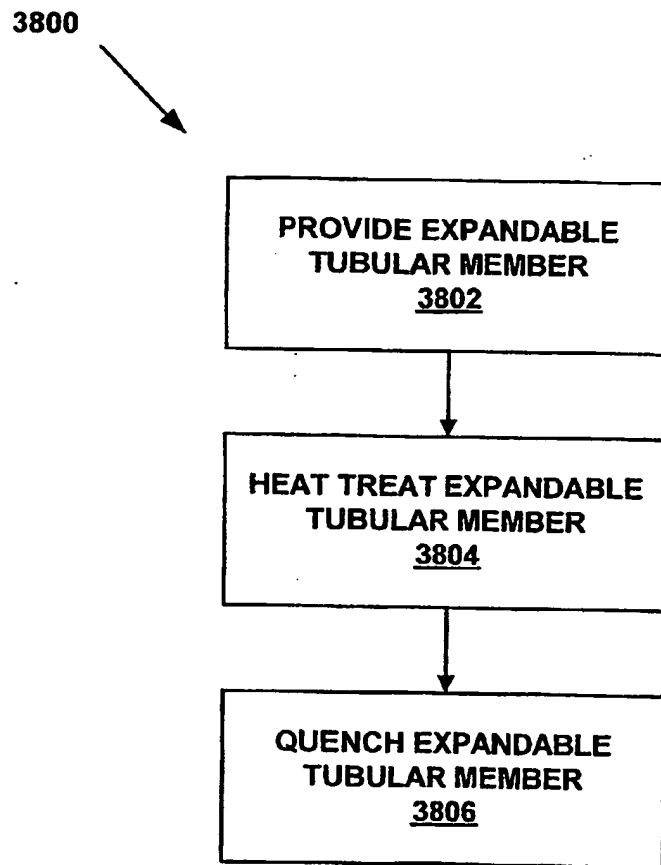 3800
PROVIDE EXPANDABLE
TUBULAR MEMBER
3802
HEAT TREAT EXPANDABLE
TUBULAR MEMBER
3804
QUENCH EXPANDABLE
TUBULAR MEMBER
3806